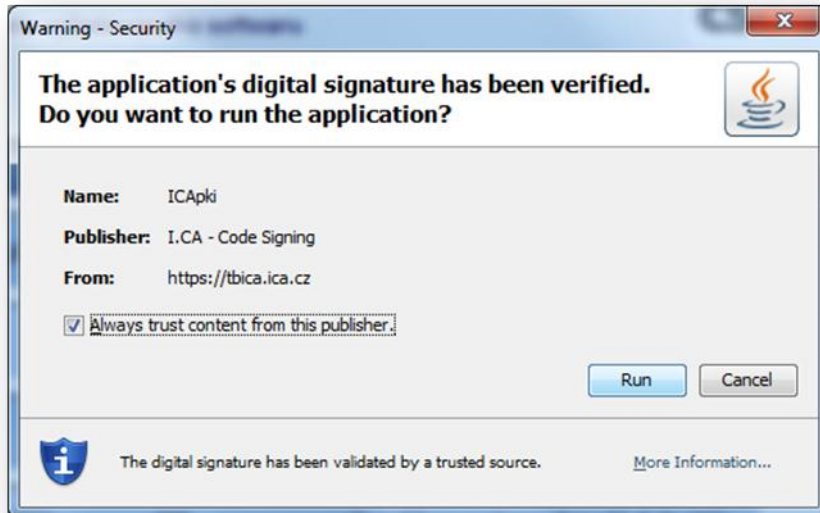 Warning - Security
The application's digital signature has been verified.
Do you want to run the application?
Name: ICApki
Publisher: I.CA - Code Signing
From: https://tbica.ica.cz
Always trust content from this publisher.
Run Cancel
The digital signature has been validated by a trusted source. More Information...